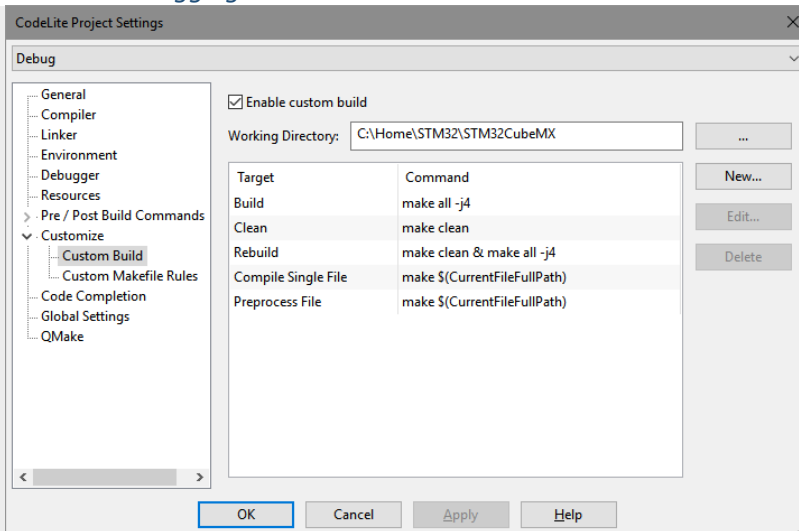 CodeLite Project Settings
Debug
General
Compiler
Linker
Environment
Debugger
Resources
Pre / Post Build Commands
Customize
Custom Build
Custom Makefile Rules
Code Completion
Global Settings
QMake
Enable custom build
Working Directory: C:\Home\STM32\STM32CubeMX ...
Target Command
Build make all -j4
Clean make clean
Rebuild make clean & make all -j4
Compile Single File make $(CurrentFileFullPath)
Preprocess File make $(CurrentFileFullPath)
New...
Edit...
Delete
OK Cancel Apply Help